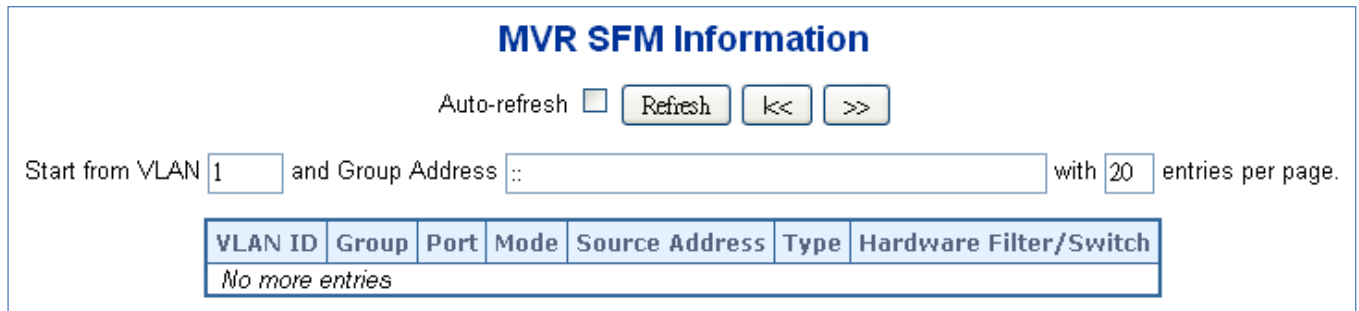 MVR SFM Information
Auto-refresh Refresh |<< >>
Start from VLAN 1 and Group Address :: with 20 entries per page.
VLAN ID Group Port Mode Source Address Type Hardware Filter/Switch
No more entries